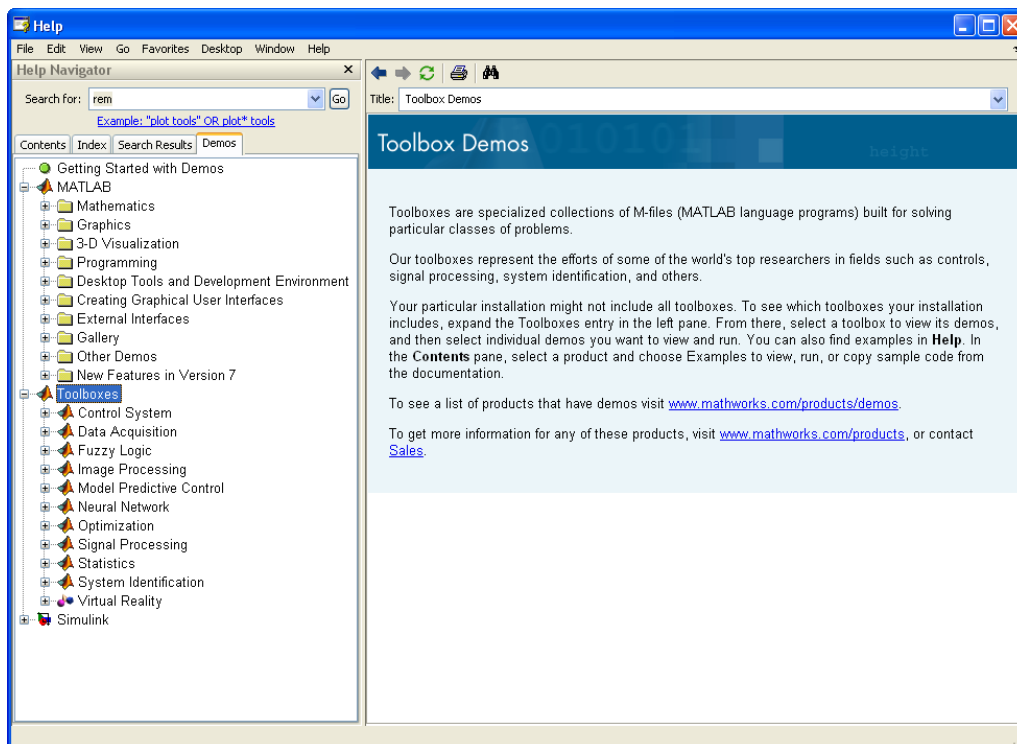 Help
File Edit View Go Favorites Desktop Window Help
Help Navigator
Search for: rem Go
Example: "plot tools" OR plot* tools
Contents Index Search Results Demos
Getting Started with Demos
MATLAB
Mathematics
Graphics
3-D Visualization
Programming
Desktop Tools and Development Environment
Creating Graphical User Interfaces
External Interfaces
Gallery
Other Demos
New Features in Version 7
Toolboxes
Control System
Data Acquisition
Fuzzy Logic
Image Processing
Model Predictive Control
Neural Network
Optimization
Signal Processing
Statistics
System Identification
Virtual Reality
Simulink
Title: Toolbox Demos
Toolbox Demos 010101 height
Toolboxes are specialized collections of M-files (MATLAB language programs) built for solving
particular classes of problems.
Our toolboxes represent the efforts of some of the world's top researchers in fields such as controls,
signal processing, system identification, and others.
Your particular installation might not include all toolboxes. To see which toolboxes your installation
includes, expand the Toolboxes entry in the left pane. From there, select a toolbox to view its demos,
and then select individual demos you want to view and run. You can also find examples in Help. In
the Contents pane, select a product and choose Examples to view, run, or copy sample code from
the documentation.
To see a list of products that have demos visit www.mathworks.com/products/demos.
To get more information for any of these products, visit www.mathworks.com/products, or contact
Sales.